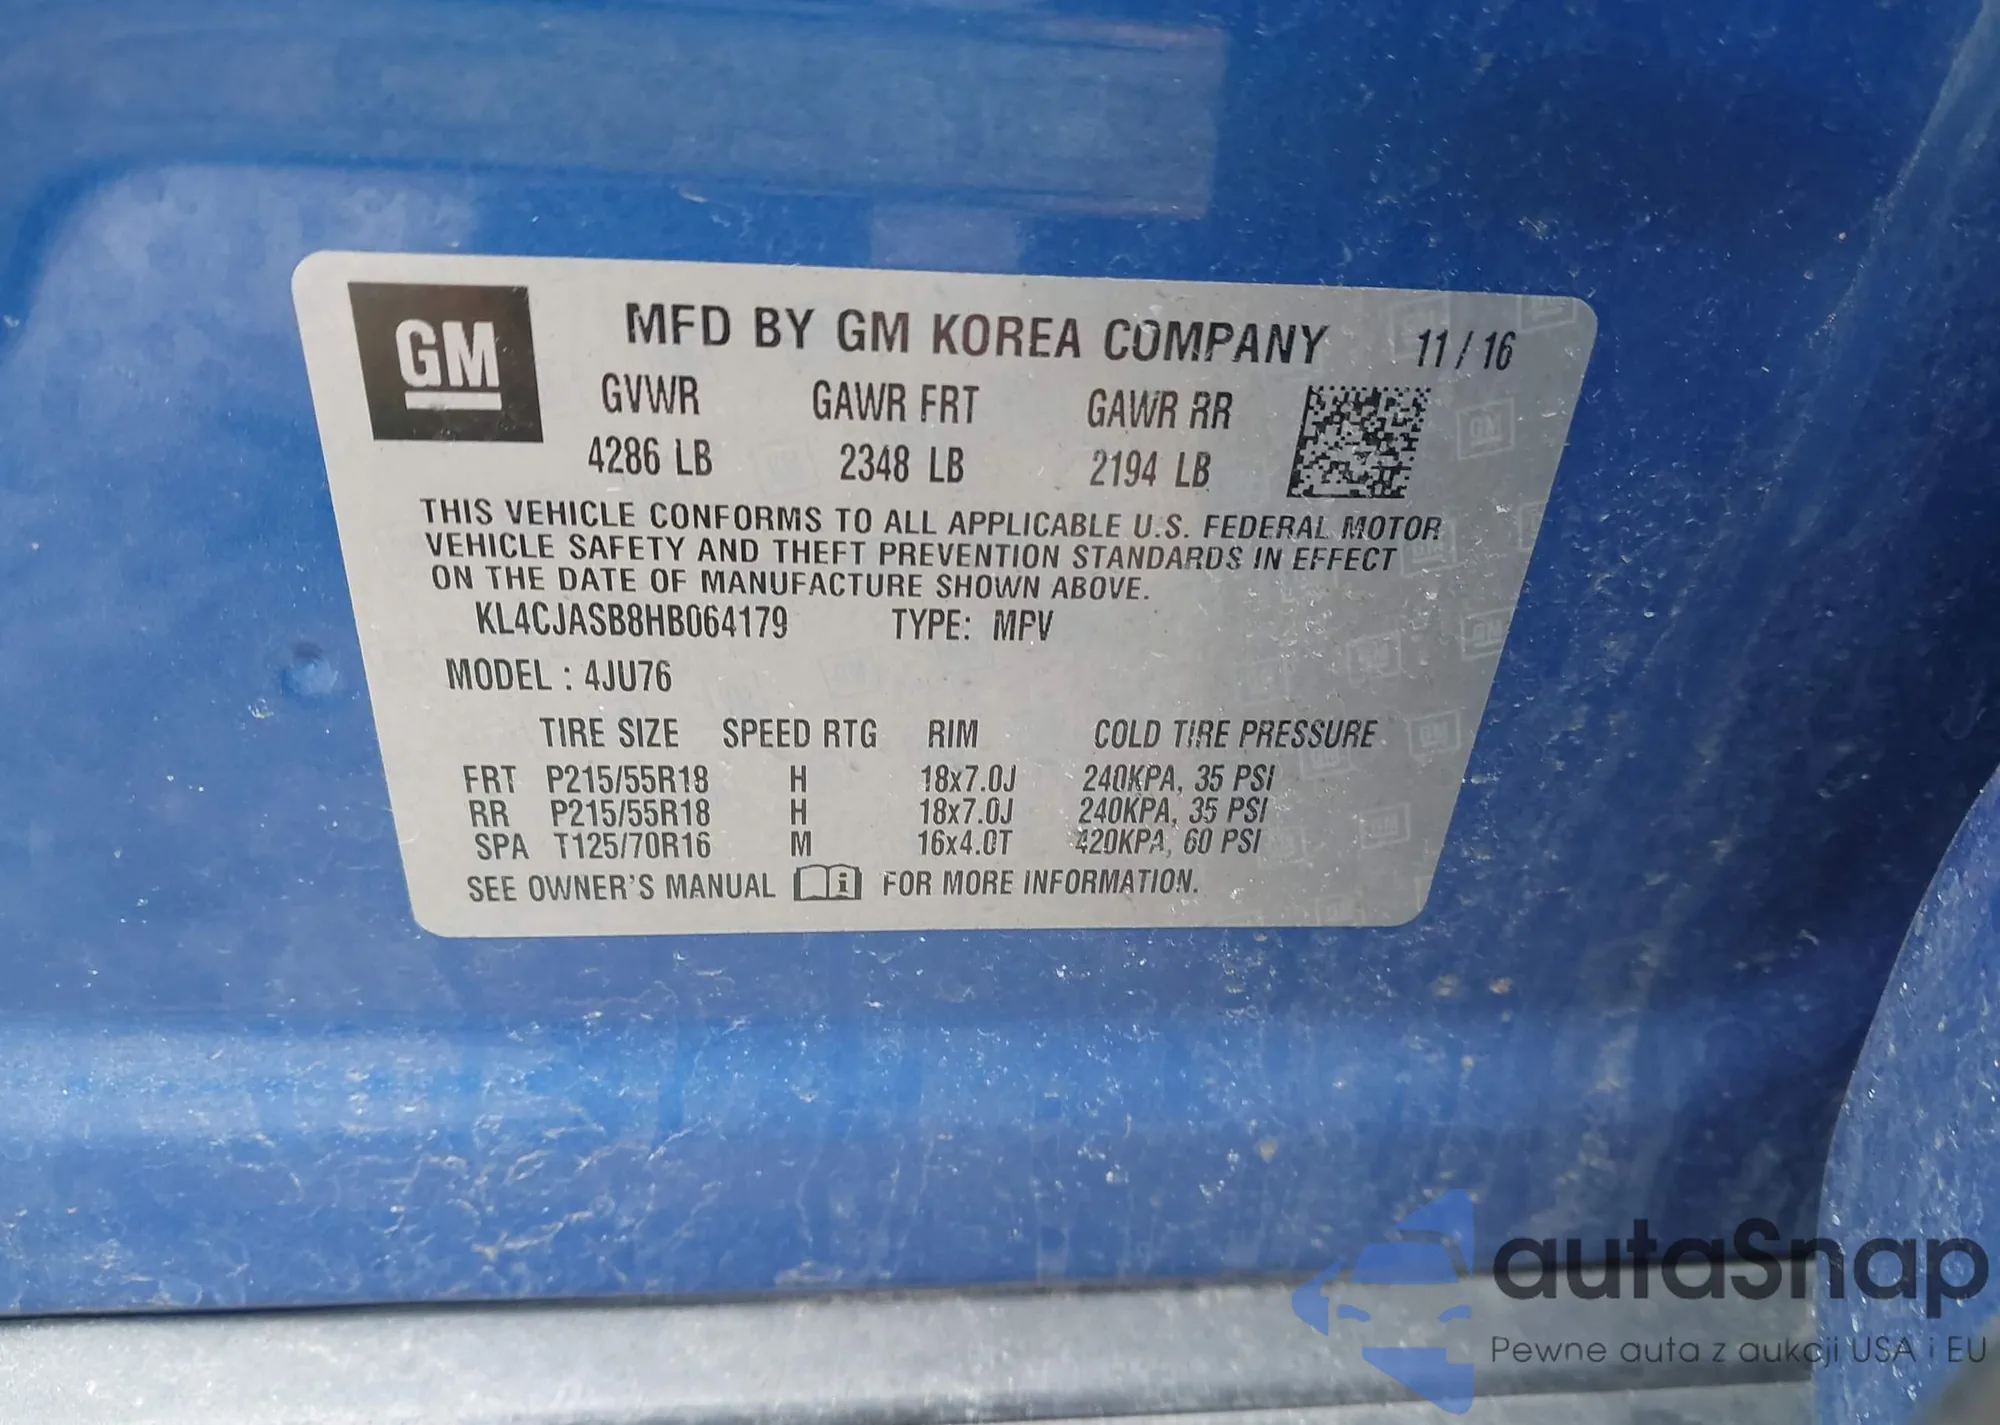 GM
MFD BY GM KOREA COMPANY 11 / 16
GVWR GAWR FRT GAWR RR
4286 LB 2348 LB 2194 LB
THIS VEHICLE CONFORMS TO ALL APPLICABLE U.S. FEDERAL MOTOR
VEHICLE SAFETY AND THEFT PREVENTION STANDARDS IN EFFECT
ON THE DATE OF MANUFACTURE SHOWN ABOVE.
KL4CJASB8HB064179 TYPE: MPV
MODEL : 4JU76
TIRE SIZE SPEED RTG RIM COLD TIRE PRESSURE
FRT P215/55R18 H 18x7.0J 240KPA, 35 PSI
RR P215/55R18 H 18x7.0J 240KPA, 35 PSI
SPA T125/70R16 M 16x4.0T 420KPA, 60 PSI
SEE OWNER'S MANUAL i FOR MORE INFORMATION.
autaSnap
Pewne auta z aukcji USA i EU